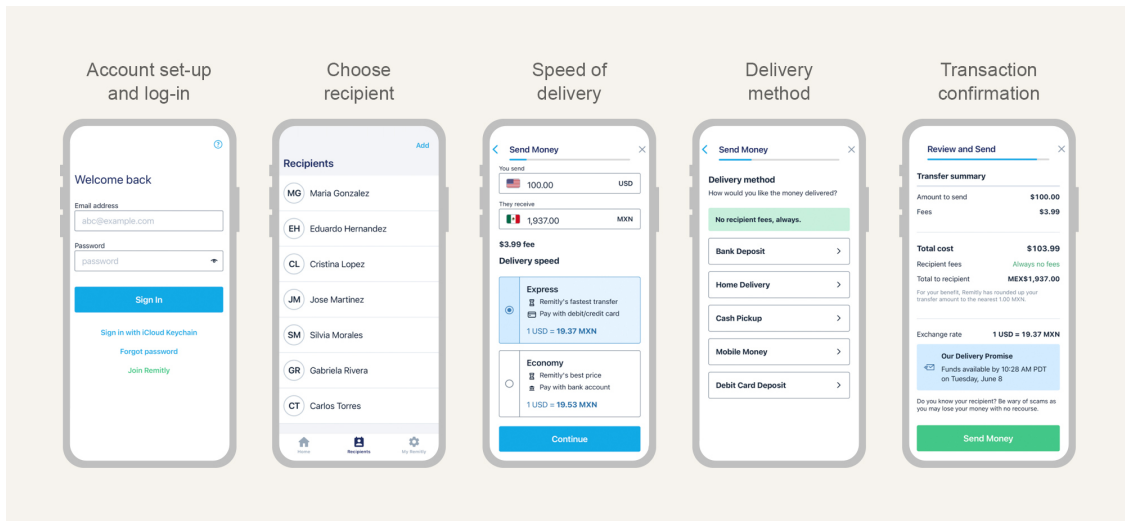 Account set-up
and log-in
Welcome back
Email address
abc@example.com
Password
password
Sign In
Sign in with iCloud Keychain
Forgot password
Join Remitly
Choose
recipient
Add
Recipients
MG Maria Gonzalez
EH Eduardo Hernandez
CL Cristina Lopez
JM Jose Martinez
SM Silvia Morales
GR Gabriela Rivera
CT Carlos Torres
Home Recipients My Remitly
Speed of
delivery
Send Money
You send
100.00 USD
They receive
1,937.00 MXN
$3.99 fee
Delivery speed
Express
Remitly's fastest transfer
Pay with debit/credit card
1 USD = 19.37 MXN
Economy
Remitly's best price
Pay with bank account
1 USD = 19.53 MXN
Continue
Delivery
method
Send Money
Delivery method
How would you like the money delivered?
No recipient fees, always.
Bank Deposit
Home Delivery
Cash Pickup
Mobile Money
Debit Card Deposit
Transaction
confirmation
Review and Send
Transfer summary
Amount to send $100.00
Fees $3.99
Total cost $103.99
Recipient fees Always no fees
Total to recipient MEX$1,937.00
For your benefit, Remitly has rounded up your
transfer amount to the nearest 1.00 MXN.
Exchange rate 1 USD = 19.37 MXN
Our Delivery Promise
Funds available by 10:28 AM PDT
on Tuesday, June 8
Do you know your recipient? Be wary of scams as
you may lose your money with no recourse.
Send Money